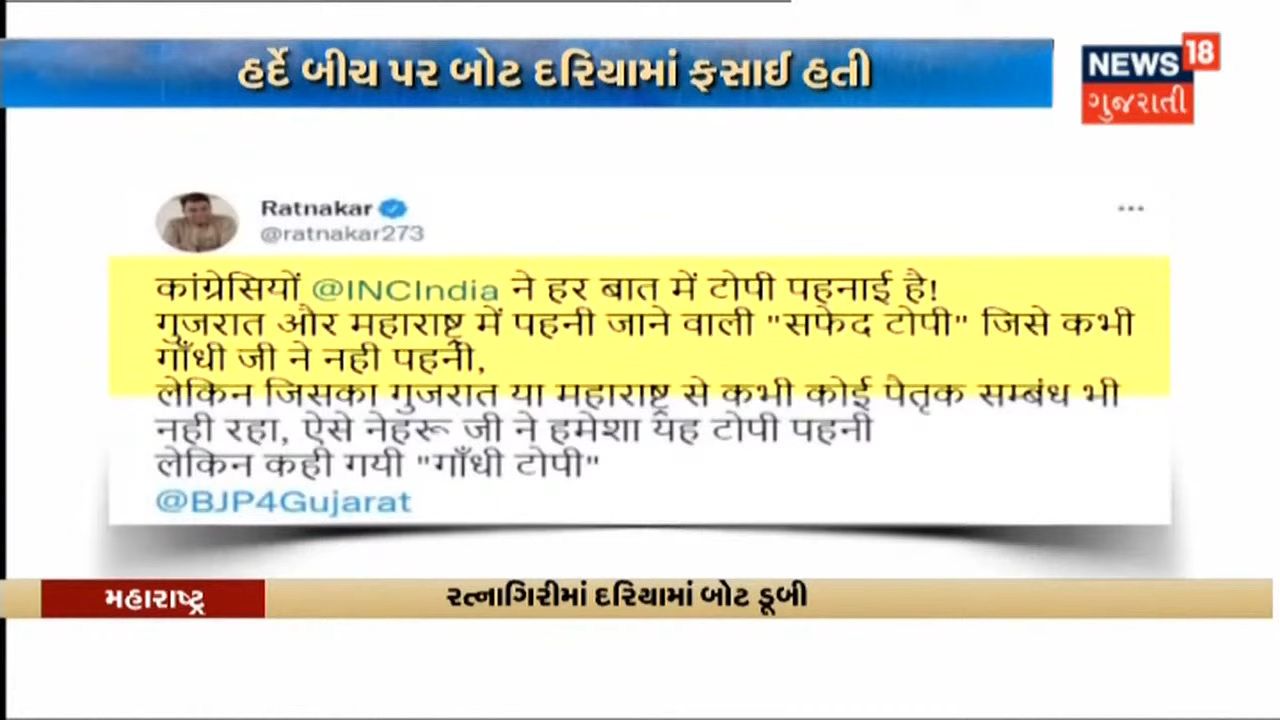 હર્દે બીચ પર બોટ દરિયામાં ફસાઈ હતી
NEWS 18
ગુજરાતી
Ratnakar
@ratnakar273
कांग्रेसियों @INCIndia ने हर बात में टोपी पहनाई है!
गुजरात और महाराष्ट्र में पहनी जाने वाली "सफेद टोपी" जिसे कभी
गाँधी जी ने नही पहनी,
लेकिन जिसका गुजरात या महाराष्ट्र से कभी कोई पैतृक सम्बंध भी
नही रहा, ऐसे नेहरू जी ने हमेशा यह टोपी पहनी
लेकिन कही गयी "गाँधी टोपी"
@BJP4Gujarat
મહારાષ્ટ્ર
રત્નાગિરીમાં દરિયામાં બોટ ડૂબી